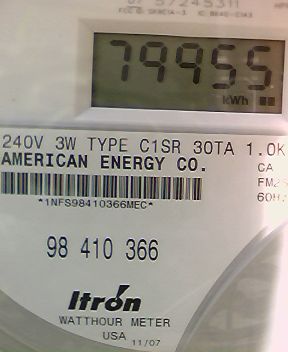 79955
kWh
240V 3W TYPE C1SR 30TA 1.0K
AMERICAN ENERGY CO.
CA
*1NFS98410366MEC*
98 410 366
Itron
WATTHOUR METER
USA 11/07